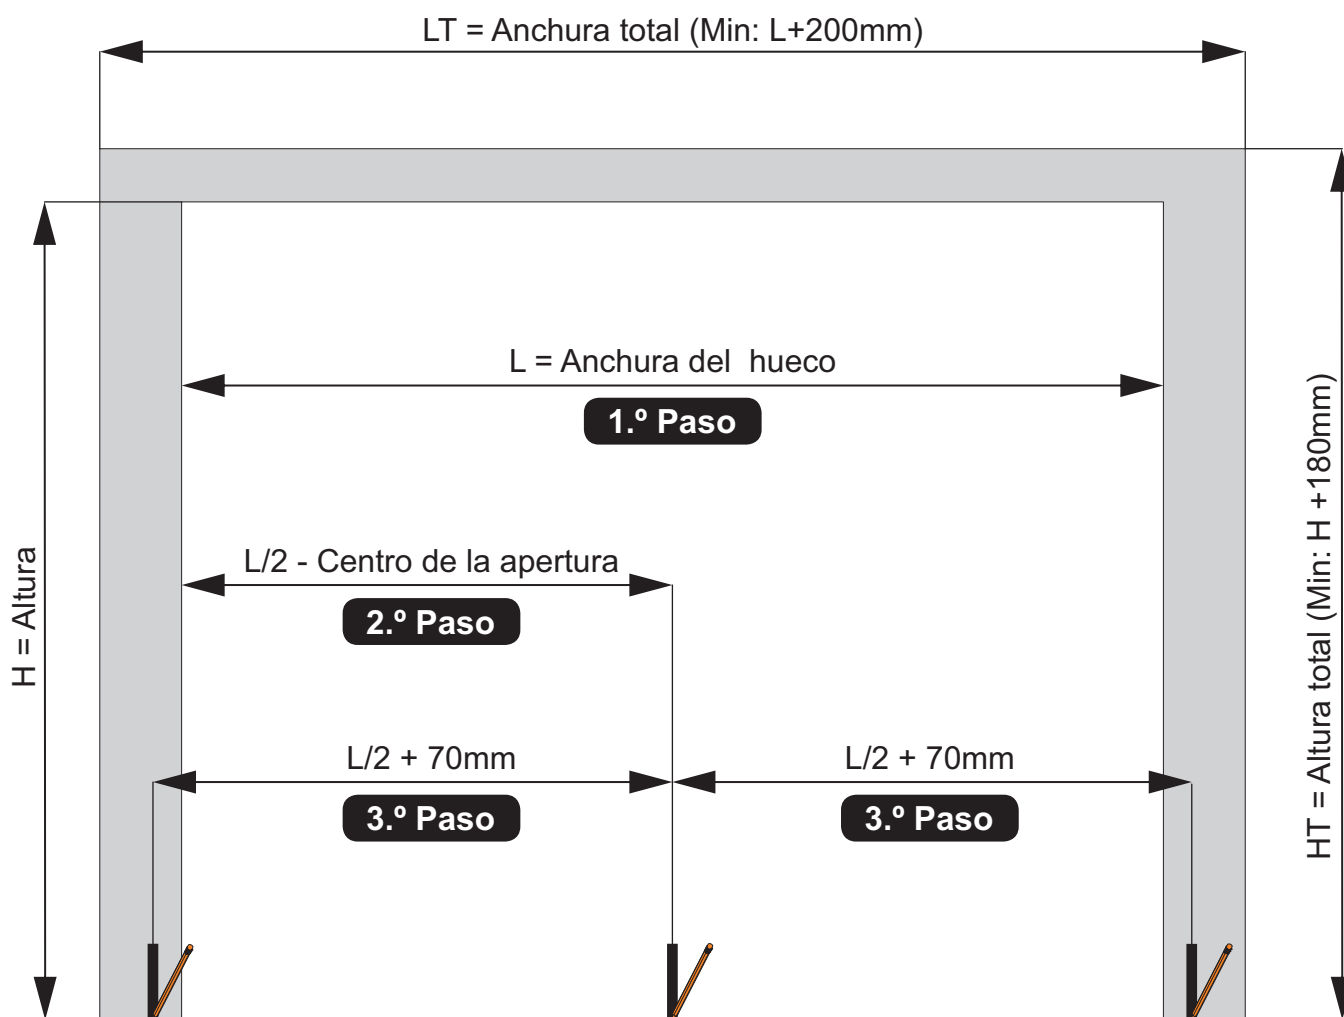 LT = Anchura total (Min: L+200mm)
L = Anchura del hueco
1.º Paso
H = Altura
HT = Altura total (Min: H +180mm)
L/2 - Centro de la apertura
2.º Paso
L/2 + 70mm
L/2 + 70mm
3.º Paso
3.º Paso